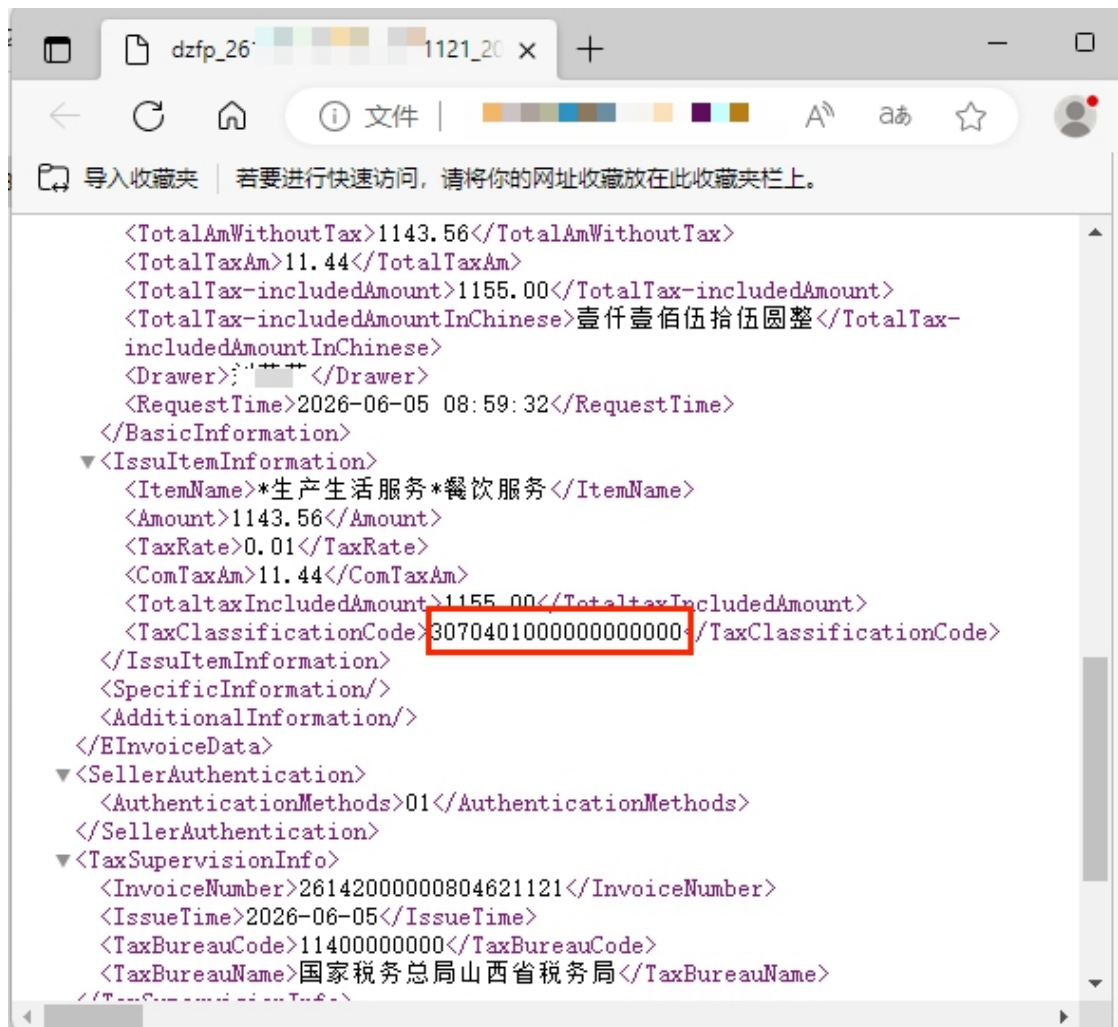 dzfp_26 1121_20
文件
A aあ
导入收藏夹 若要进行快速访问，请将你的网址收藏放在此收藏夹栏上。
<TotalAmWithoutTax>1143.56</TotalAmWithoutTax>
<TotalTaxAm>11.44</TotalTaxAm>
<TotalTax-includedAmount>1155.00</TotalTax-includedAmount>
<TotalTax-includedAmountInChinese>壹仟壹佰伍拾伍圆整</TotalTax-
includedAmountInChinese>
<Drawer></Drawer>
<RequestTime>2026-06-05 08:59:32</RequestTime>
</BasicInformation>
▼<IssuItemInformation>
<ItemName>*生产生活服务*餐饮服务</ItemName>
<Amount>1143.56</Amount>
<TaxRate>0.01</TaxRate>
<ComTaxAm>11.44</ComTaxAm>
<TotaltaxIncludedAmount>1155.00</TotaltaxIncludedAmount>
<TaxClassificationCode>3070401000000000000</TaxClassificationCode>
</IssuItemInformation>
<SpecificInformation/>
<AdditionalInformation/>
</EInvoiceData>
▼<SellerAuthentication>
<AuthenticationMethods>01</AuthenticationMethods>
</SellerAuthentication>
▼<TaxSupervisionInfo>
<InvoiceNumber>26142000000804621121</InvoiceNumber>
<IssueTime>2026-06-05</IssueTime>
<TaxBureauCode>11400000000</TaxBureauCode>
<TaxBureauName>国家税务总局山西省税务局</TaxBureauName>
</TaxSupervisionInfo>